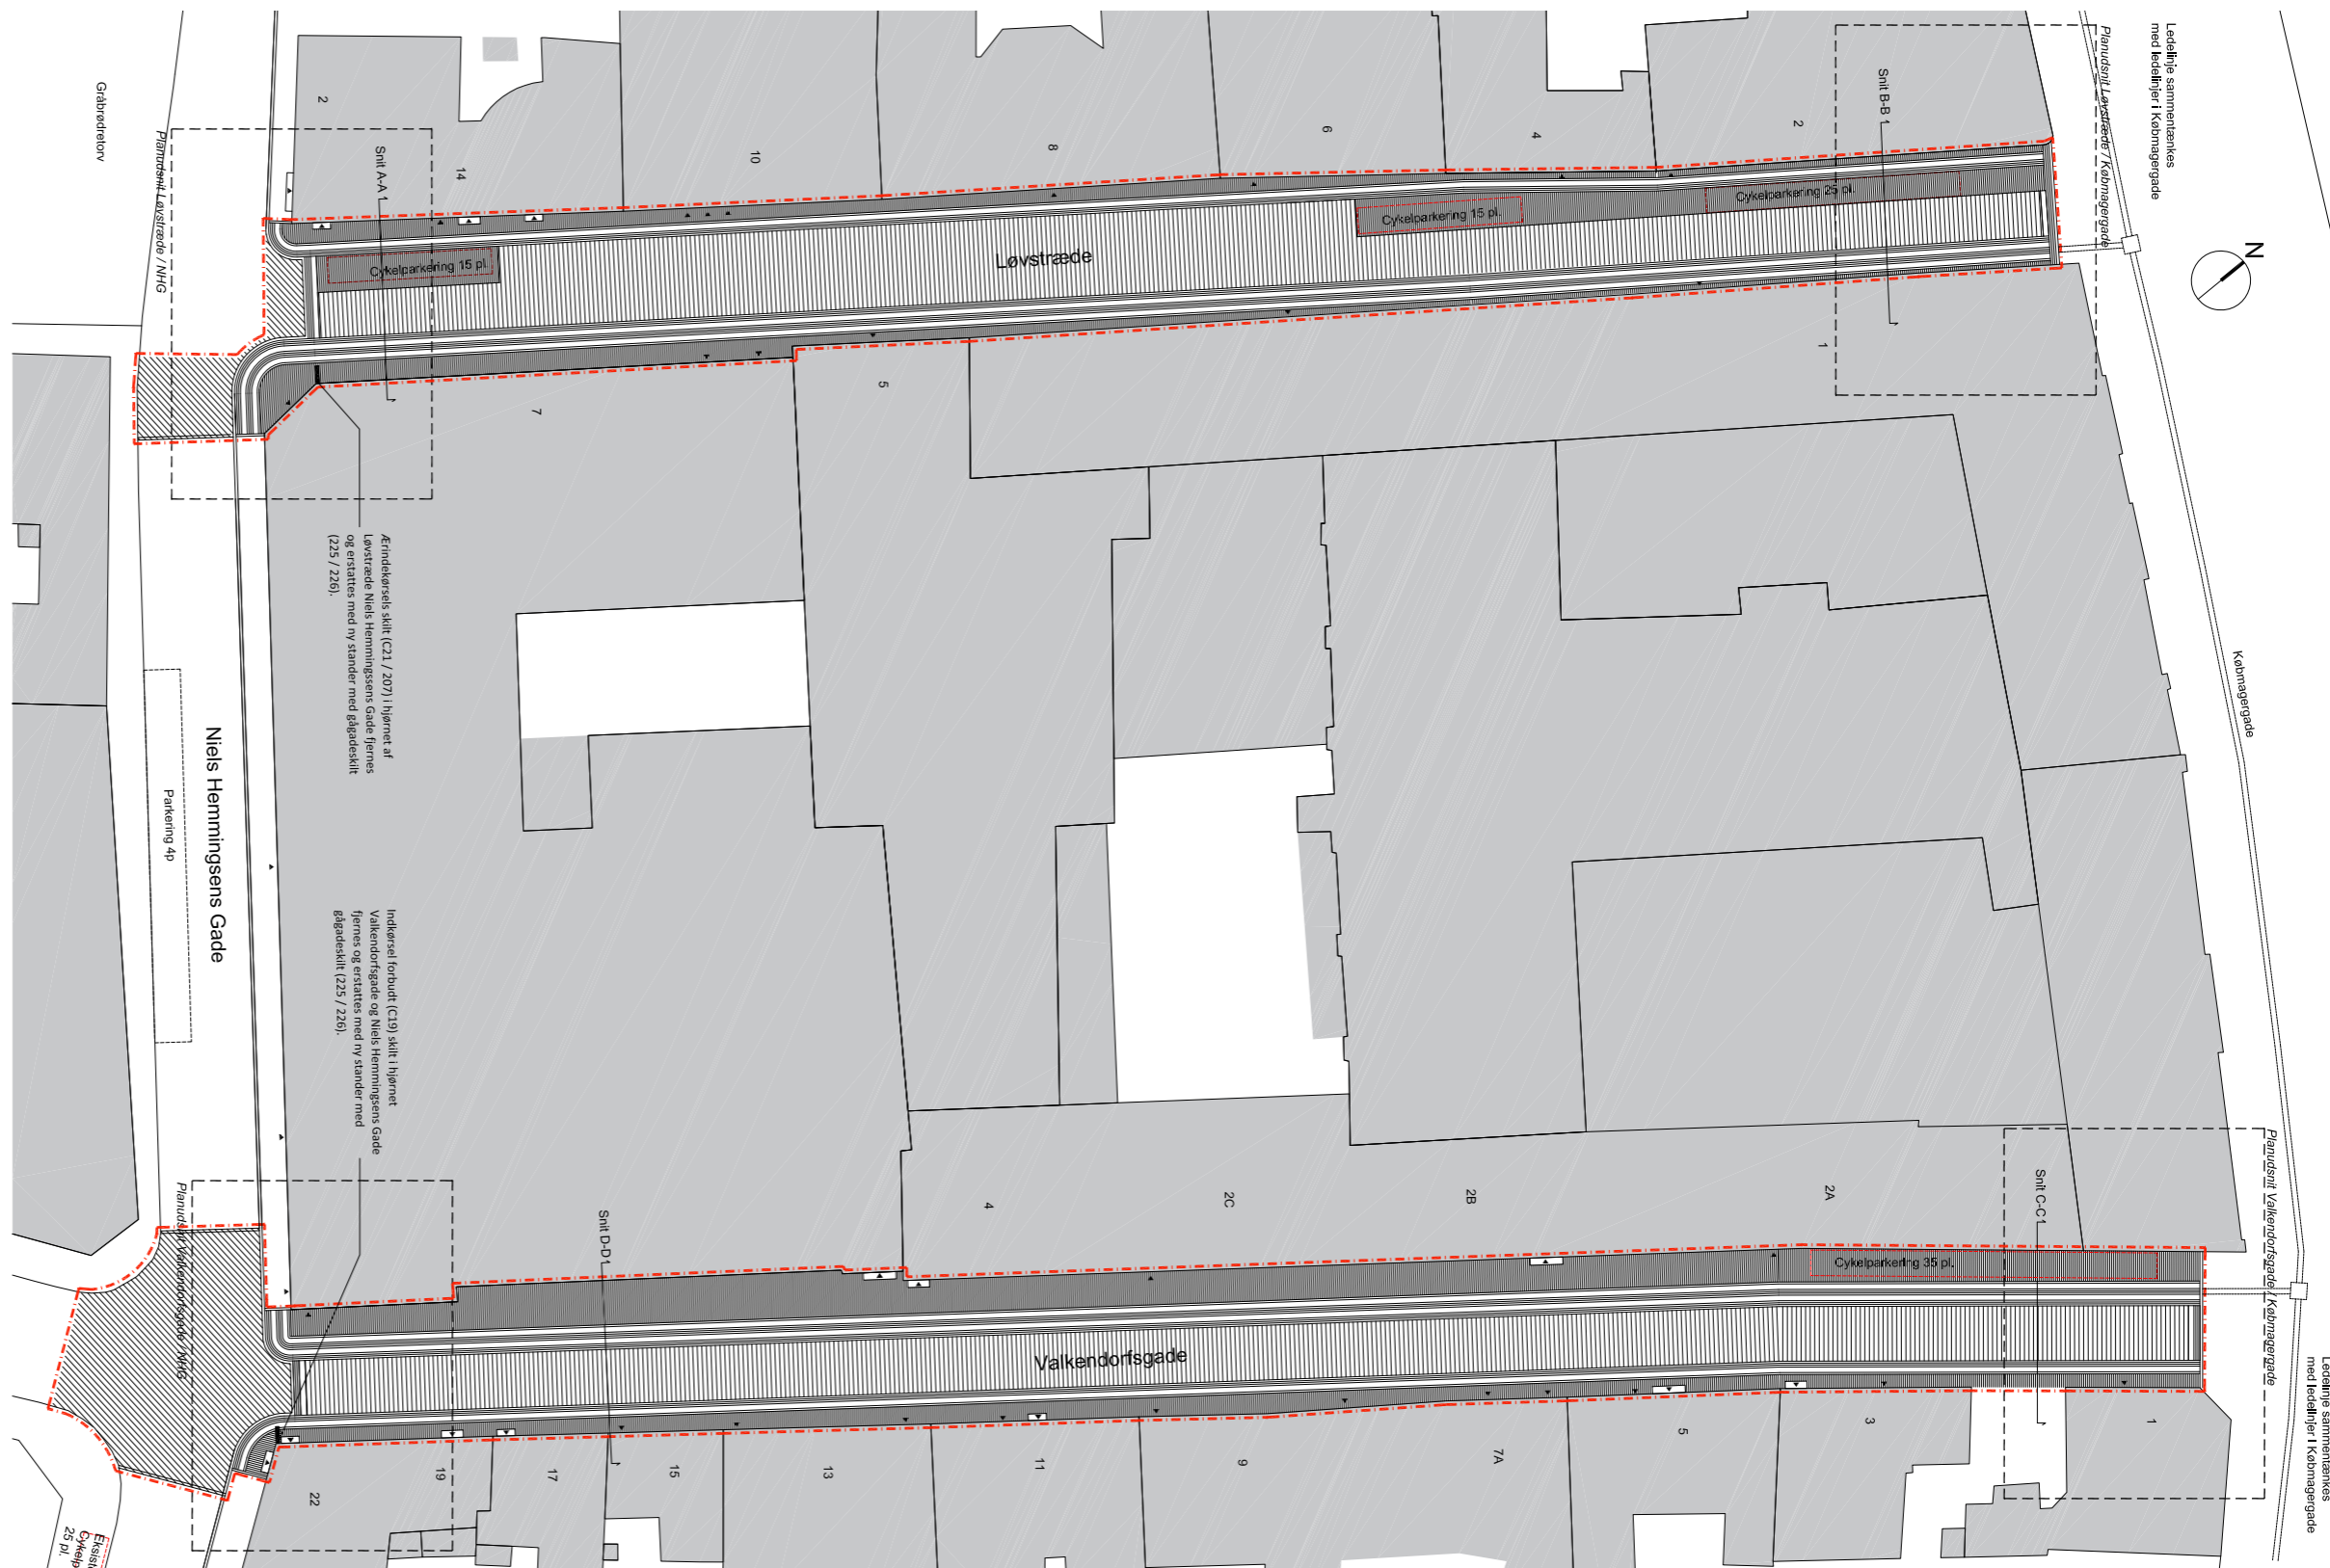 Ledelinje sammentænkes
med ledelinjer i Købmagergade
Planudsnit Løvstræde / Købmagergade
Snit B-B 1
Gråbrødretorv
Planudsnit Løvstræde / NHG
Snit A-A 1
2
14
10
8
6
4
2
N
Cykelparkering 15 pl.
Løvstræde
Cykelparkering 15 pl.
Cykelparkering 25 pl.
7
5
1
Ærindekørsels skilt (C21 / 207) i hjørnet af
Løvstræde Niels Hemmingssens Gade fjernes
og erstattes med ny stander med gågadeskilt
(225 / 226).
Købmagergade
Niels Hemmingsens Gade
Parkering 4p
Indkørsel forbudt (C19) skilt i hjørnet
Valkendorfsgade og Niels Hemmingsens Gade
fjernes og erstattes med ny stander med
gågadeskilt (225 / 226).
Planudsnit Valkendorfsgade / NHG
Snit D-D 1
4
2C
2B
2A
Snit C-C 1
Planudsnit Valkendorfsgade / Købmagergade
Cykelparkering 35 pl.
Valkendorfsgade
Ledelinje sammentænkes
med ledelinjer i Købmagergade
22
19
17
15
13
11
9
7A
5
3
1
25 pl.